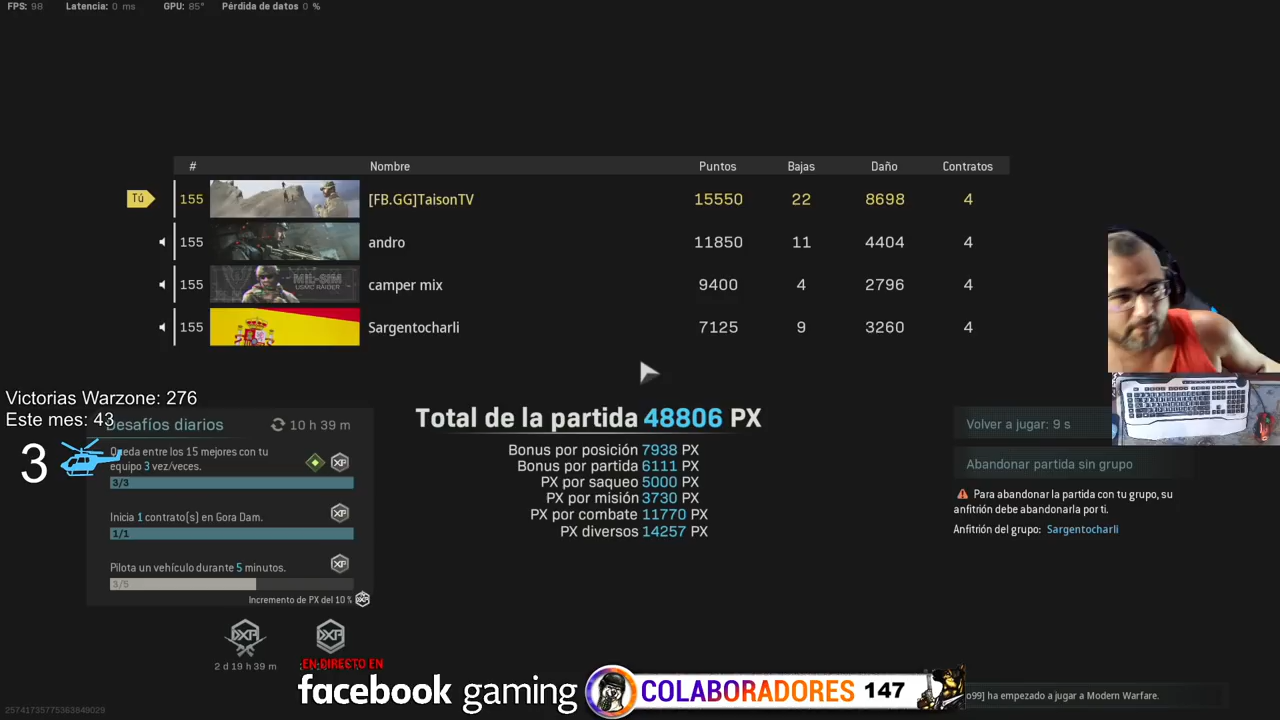 FPS: 98 Latencia: 0 ms GPU: 85° Pérdida de datos 0 %
# Nombre Puntos Bajas Daño Contratos
Tú 155 [FB.GG]TaisonTV 15550 22 8698 4
155 andro 11850 11 4404 4
155 camper mix 9400 4 2796 4
155 Sargentocharli 7125 9 3260 4
Victorias Warzone: 276
Este mes: 43
3
Desafíos diarios 10 h 39 m
Queda entre los 15 mejores con tu
equipo 3 vez/veces.
3/3
Inicia 1 contrato(s) en Gora Dam.
1/1
Pilota un vehículo durante 5 minutos.
3/5
Incremento de PX del 10 %
2 d 19 h 39 m
Total de la partida 48806 PX
Bonus por posición 7938 PX
Bonus por partida 6111 PX
PX por saqueo 5000 PX
PX por misión 3730 PX
PX por combate 11770 PX
PX diversos 14257 PX
Volver a jugar: 9 s
Abandonar partida sin grupo
Para abandonar la partida con tu grupo, su
anfitrión debe abandonarla por ti.
Anfitrión del grupo: Sargentocharli
EN DIRECTO EN
facebook gaming
COLABORADORES 147
o99] ha empezado a jugar a Modern Warfare.
25741735775363849029